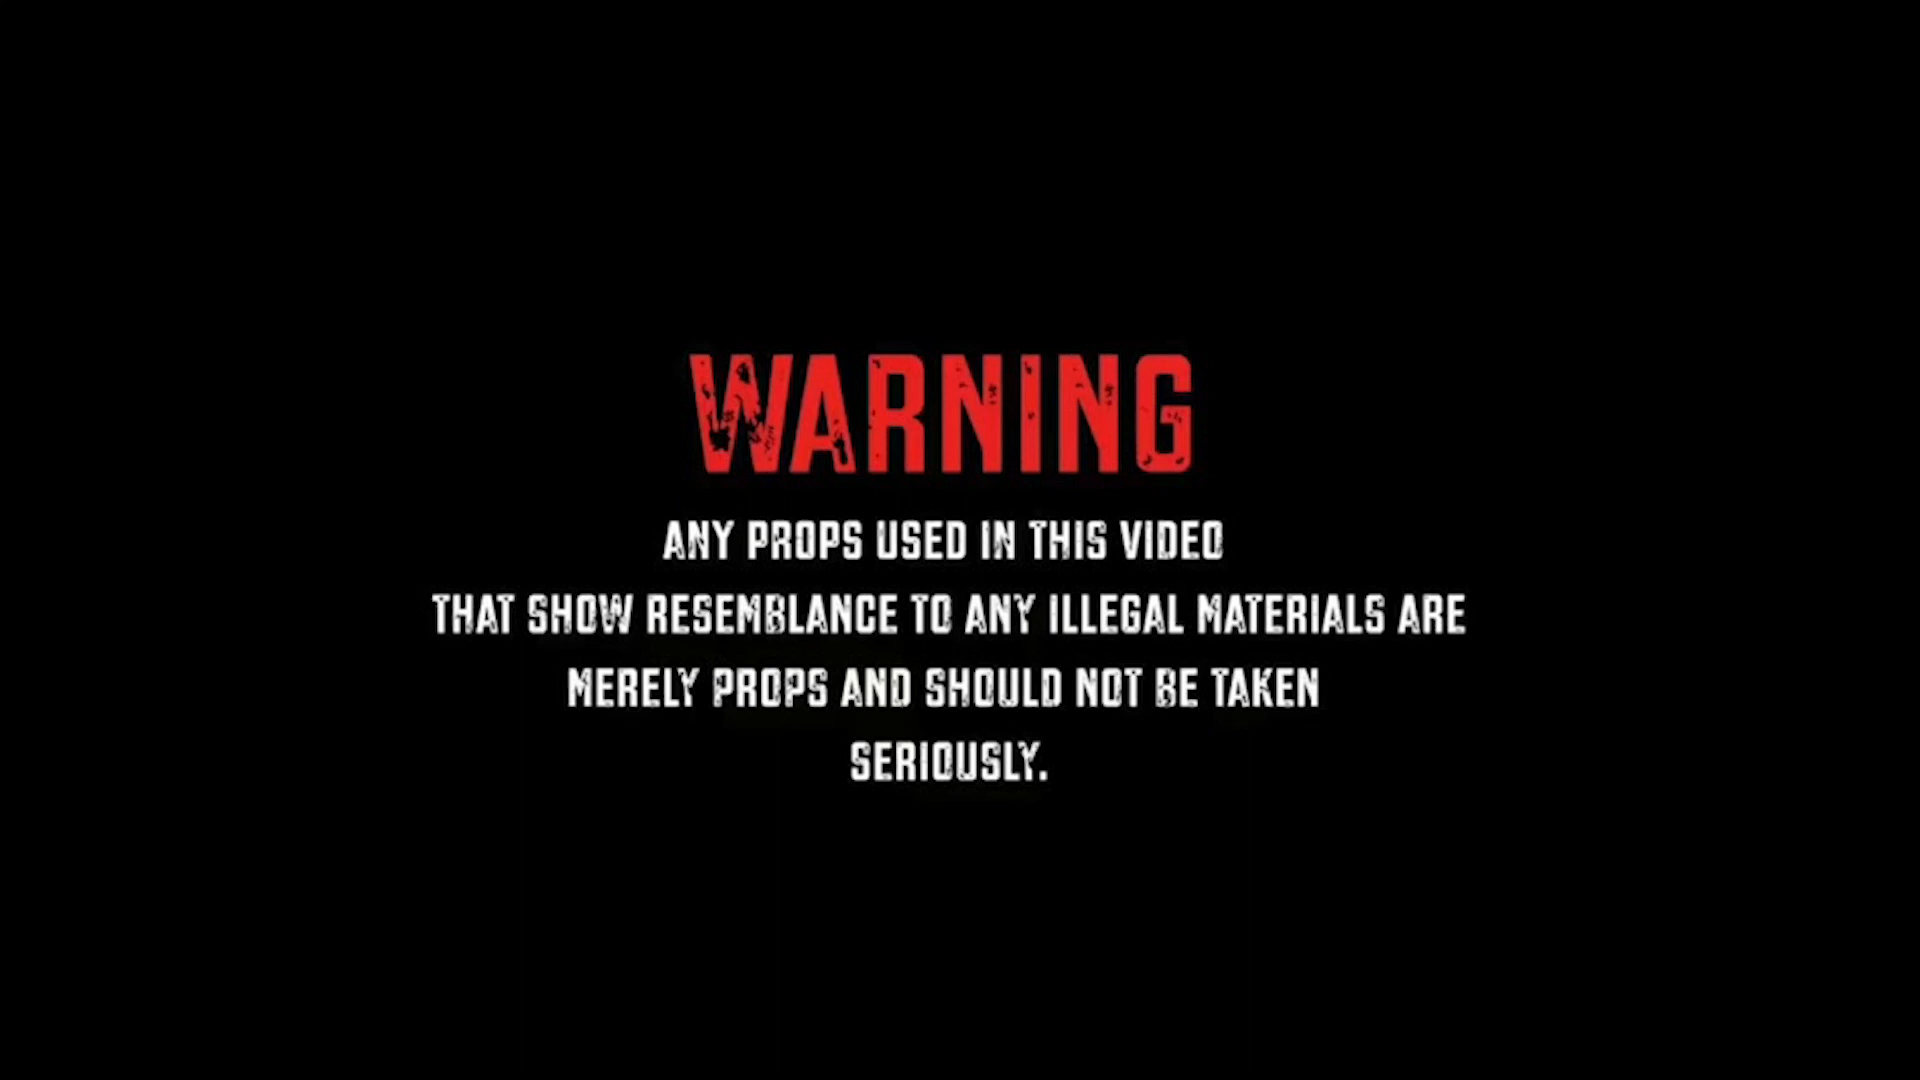 WARNING
ANY PROPS USED IN THIS VIDEO
THAT SHOW RESEMBLANCE TO ANY ILLEGAL MATERIALS ARE
MERELY PROPS AND SHOULD NOT BE TAKEN
SERIOUSLY.